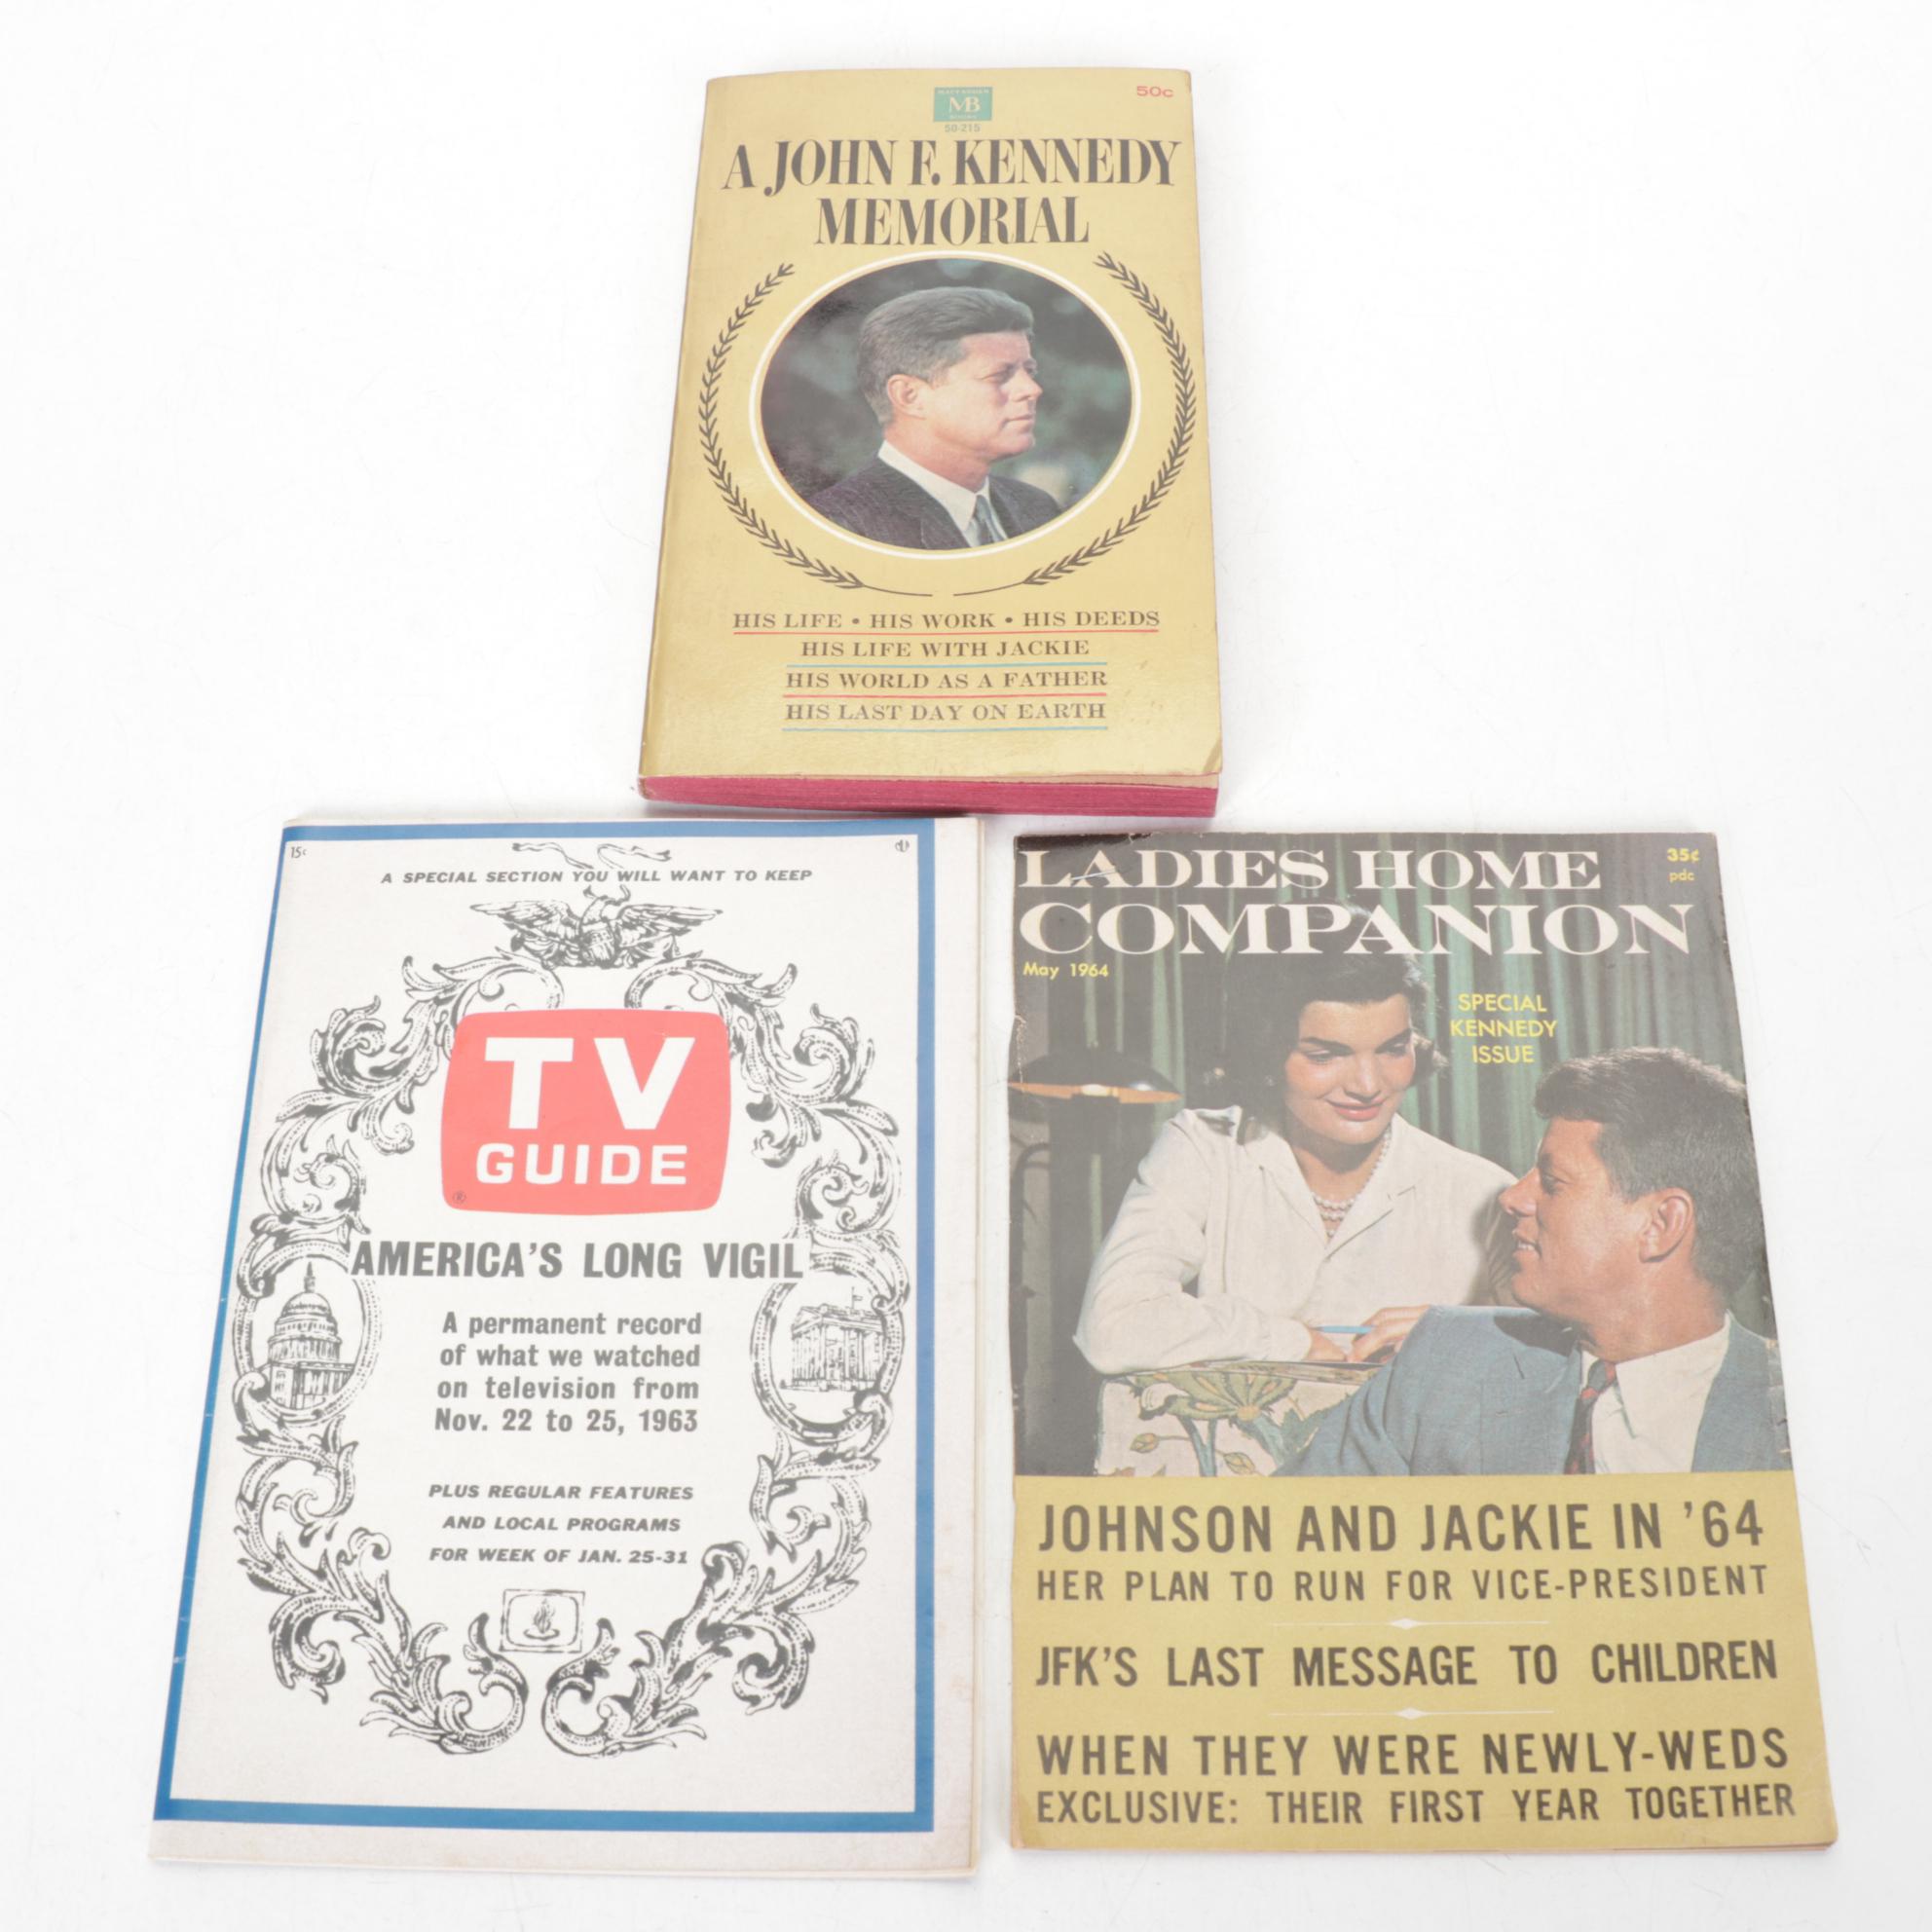 50c
MB
50-215
A JOHN F. KENNEDY
MEMORIAL
HIS LIFE • HIS WORK • HIS DEEDS
HIS LIFE WITH JACKIE
HIS WORLD AS A FATHER
HIS LAST DAY ON EARTH
15¢
A SPECIAL SECTION YOU WILL WANT TO KEEP
TV
GUIDE
®
AMERICA'S LONG VIGIL
A permanent record
of what we watched
on television from
Nov. 22 to 25, 1963
PLUS REGULAR FEATURES
AND LOCAL PROGRAMS
FOR WEEK OF JAN. 25-31
LADIES HOME
COMPANION
35¢
pdc
May 1964
SPECIAL
KENNEDY
ISSUE
JOHNSON AND JACKIE IN '64
HER PLAN TO RUN FOR VICE-PRESIDENT
JFK'S LAST MESSAGE TO CHILDREN
WHEN THEY WERE NEWLY-WEDS
EXCLUSIVE: THEIR FIRST YEAR TOGETHER